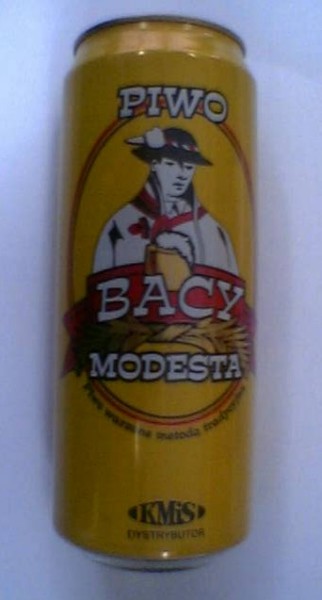 PIWO
BACY
MODESTA
Piwo warzone metodą tradycyjną
KMiS
DYSTRYBUTOR